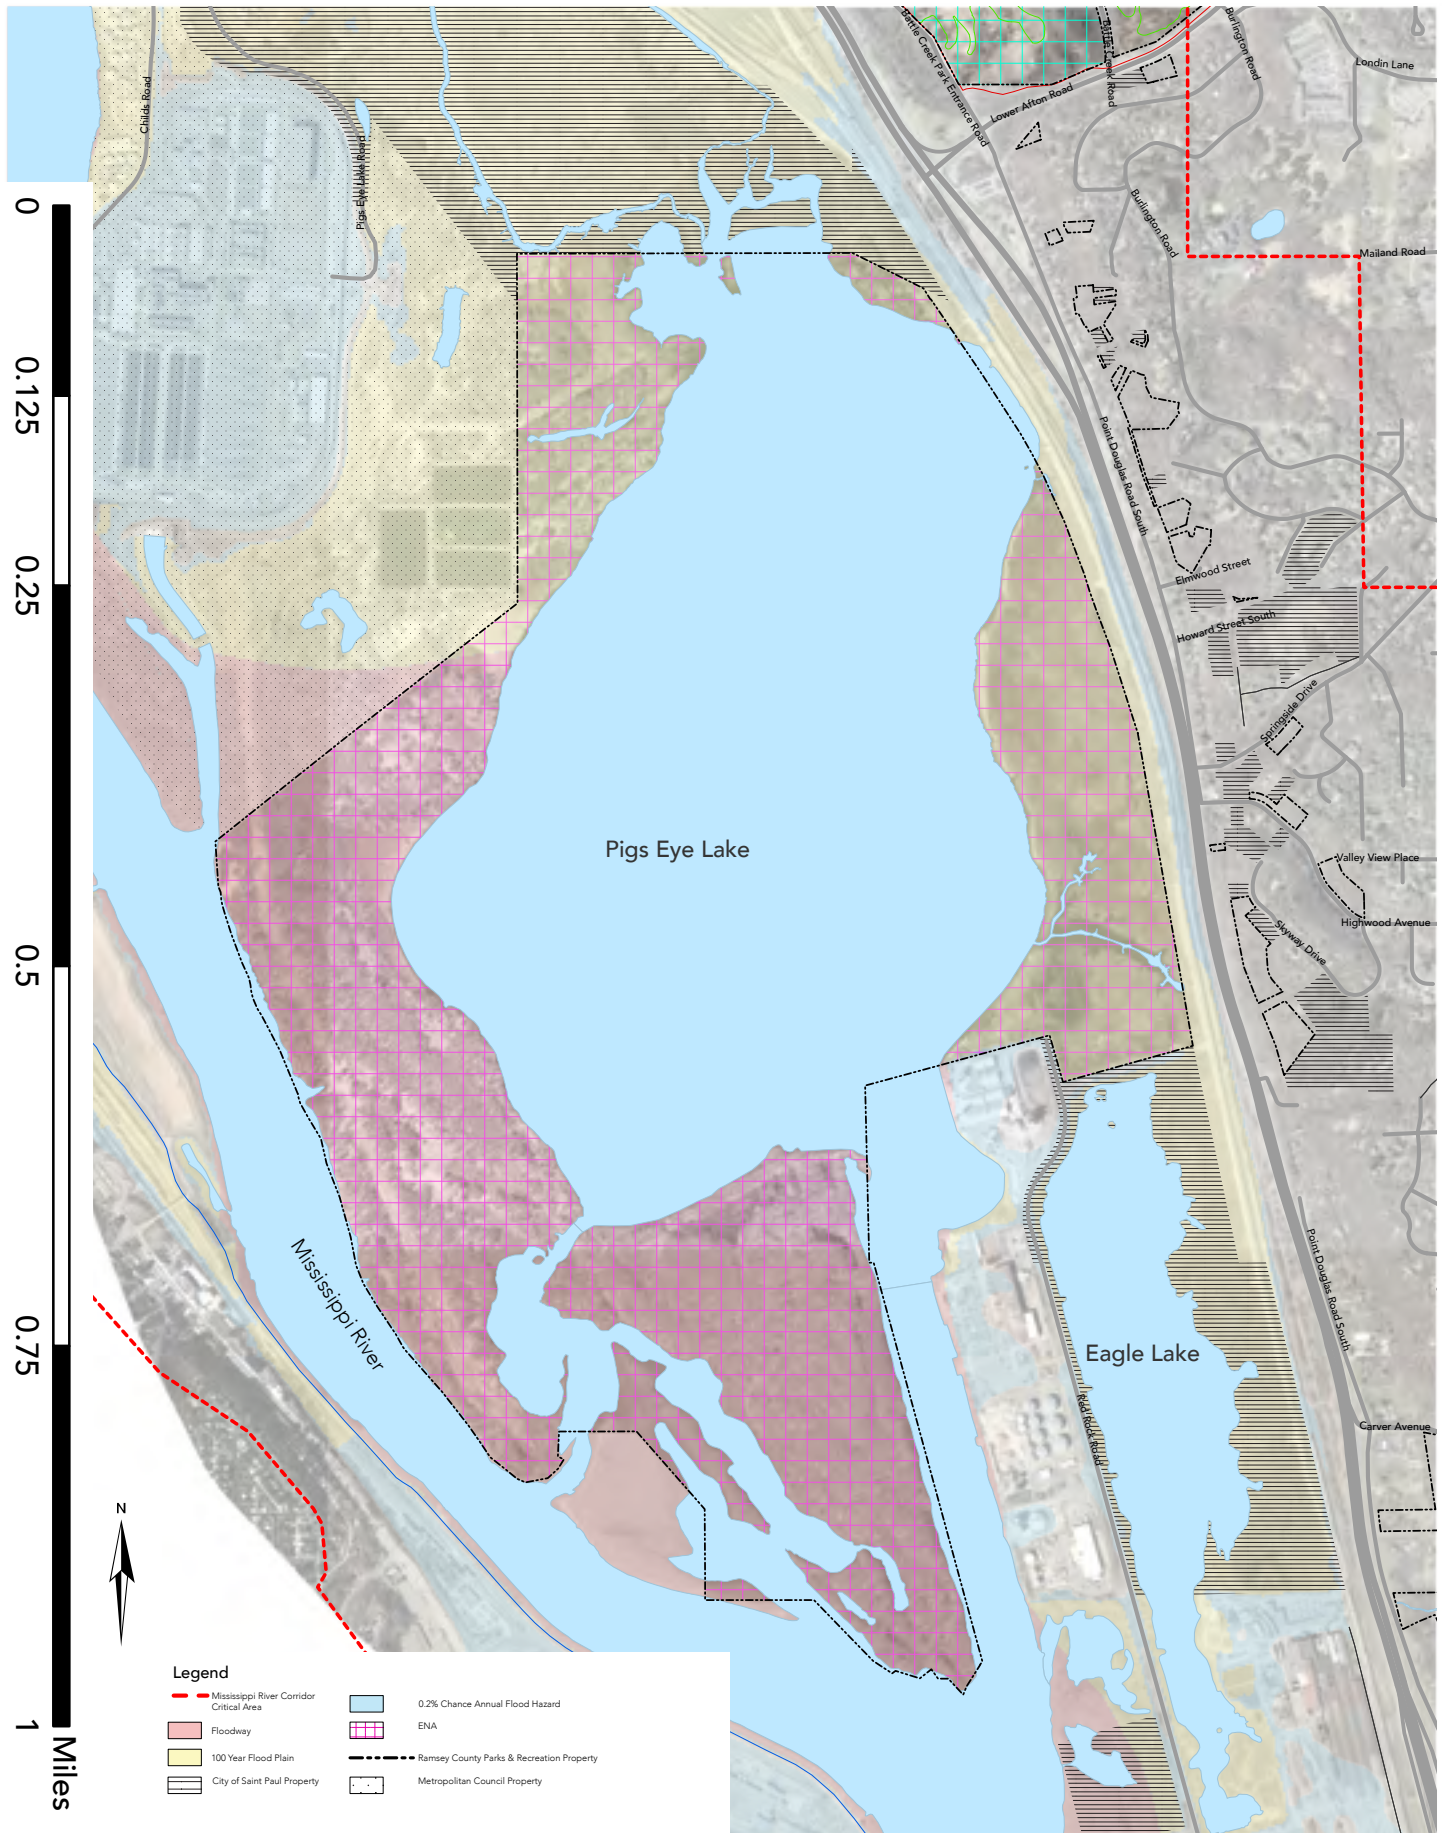 Childs Road
Pigs Eye Lake Road
Battle Creek Park Entrance Road
Battle Creek Road
Lower Afton Road
Burlington Road
Londin Lane
Burlington Road
Mailand Road
Point Douglas Road South
Elmwood Street
Howard Street South
Springside Drive
Valley View Place
Highwood Avenue
Skyway Drive
Pigs Eye Lake
Mississippi River
Eagle Lake
Red Rock Road
Point Douglas Road South
Carver Avenue
0
0.125
0.25
0.5
0.75
1
Miles
N
Legend
Mississippi River Corridor
Critical Area
Floodway
100 Year Flood Plain
City of Saint Paul Property
0.2% Chance Annual Flood Hazard
ENA
Ramsey County Parks & Recreation Property
Metropolitan Council Property